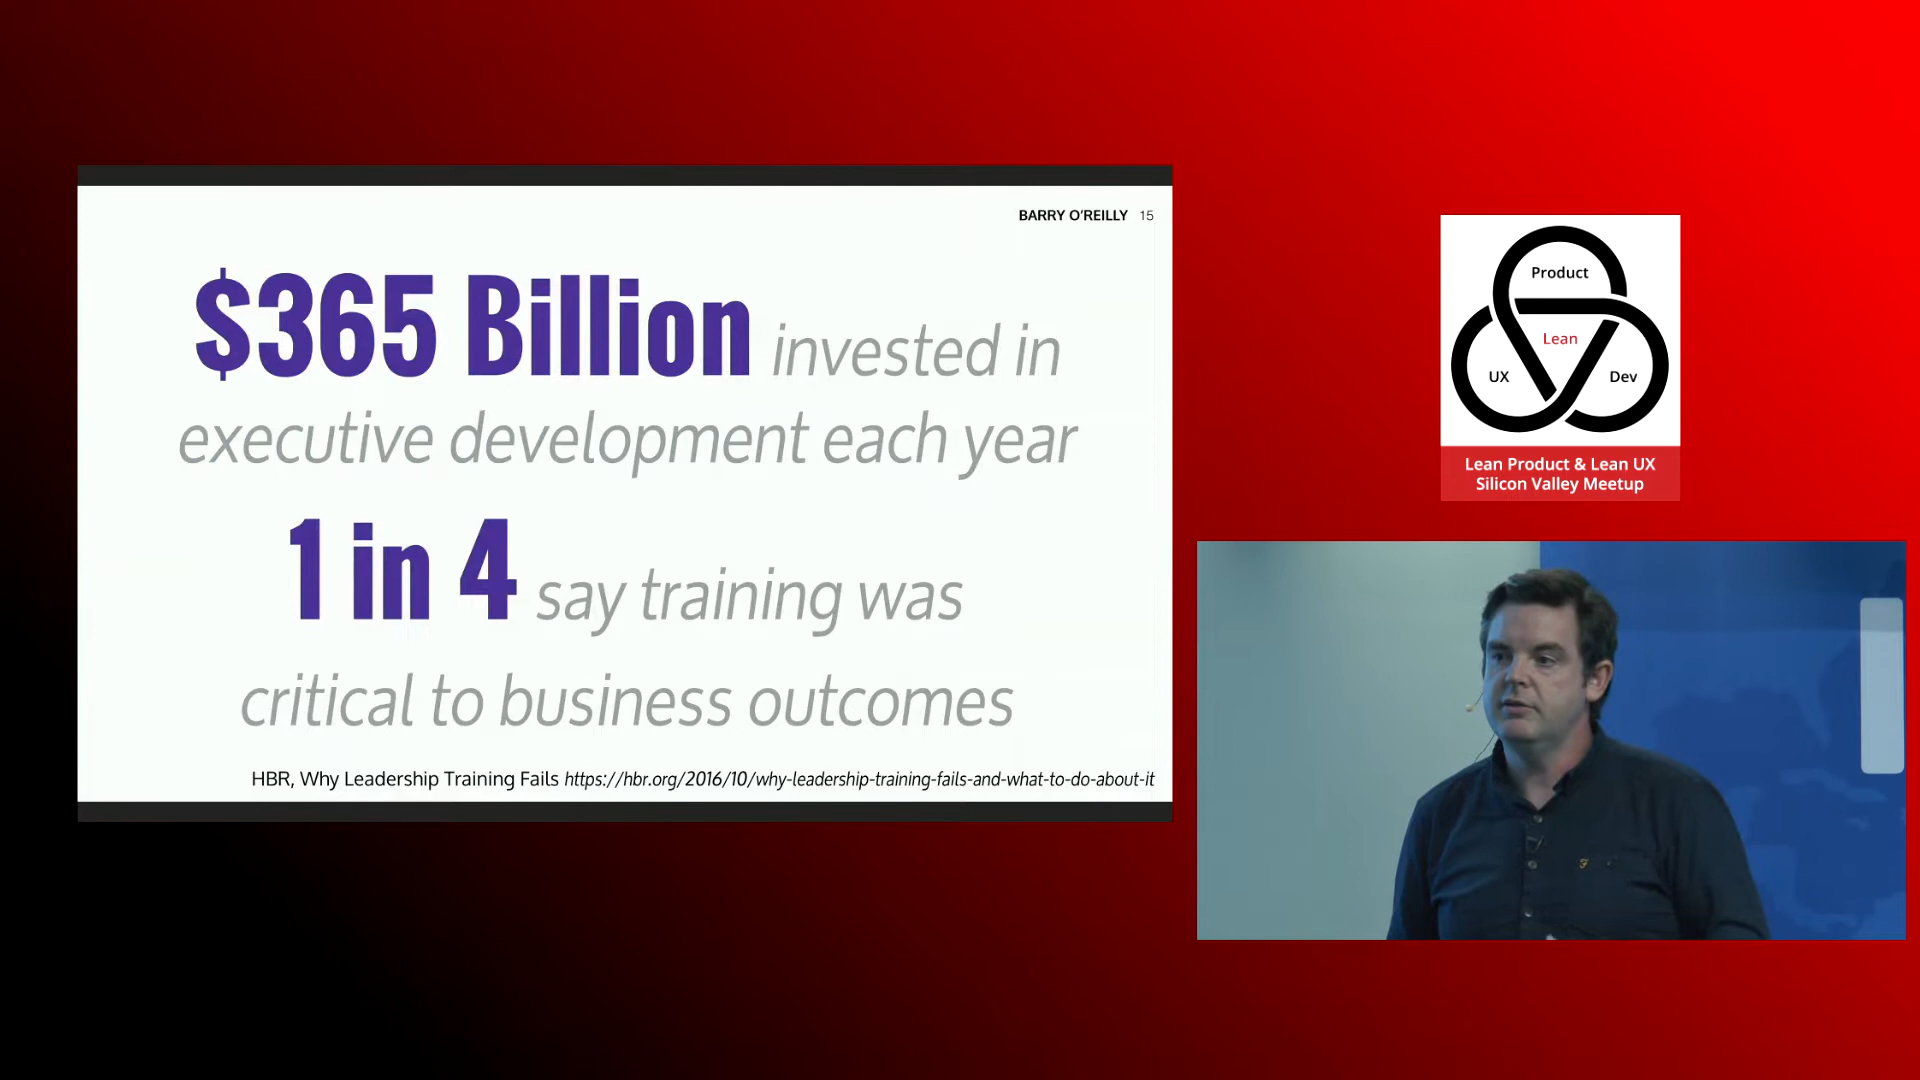 BARRY O'REILLY 15
$365 Billion invested in
executive development each year
1 in 4 say training was
critical to business outcomes
HBR, Why Leadership Training Fails https://hbr.org/2016/10/why-leadership-training-fails-and-what-to-do-about-it
Product
Lean
UX
Dev
Lean Product & Lean UX
Silicon Valley Meetup